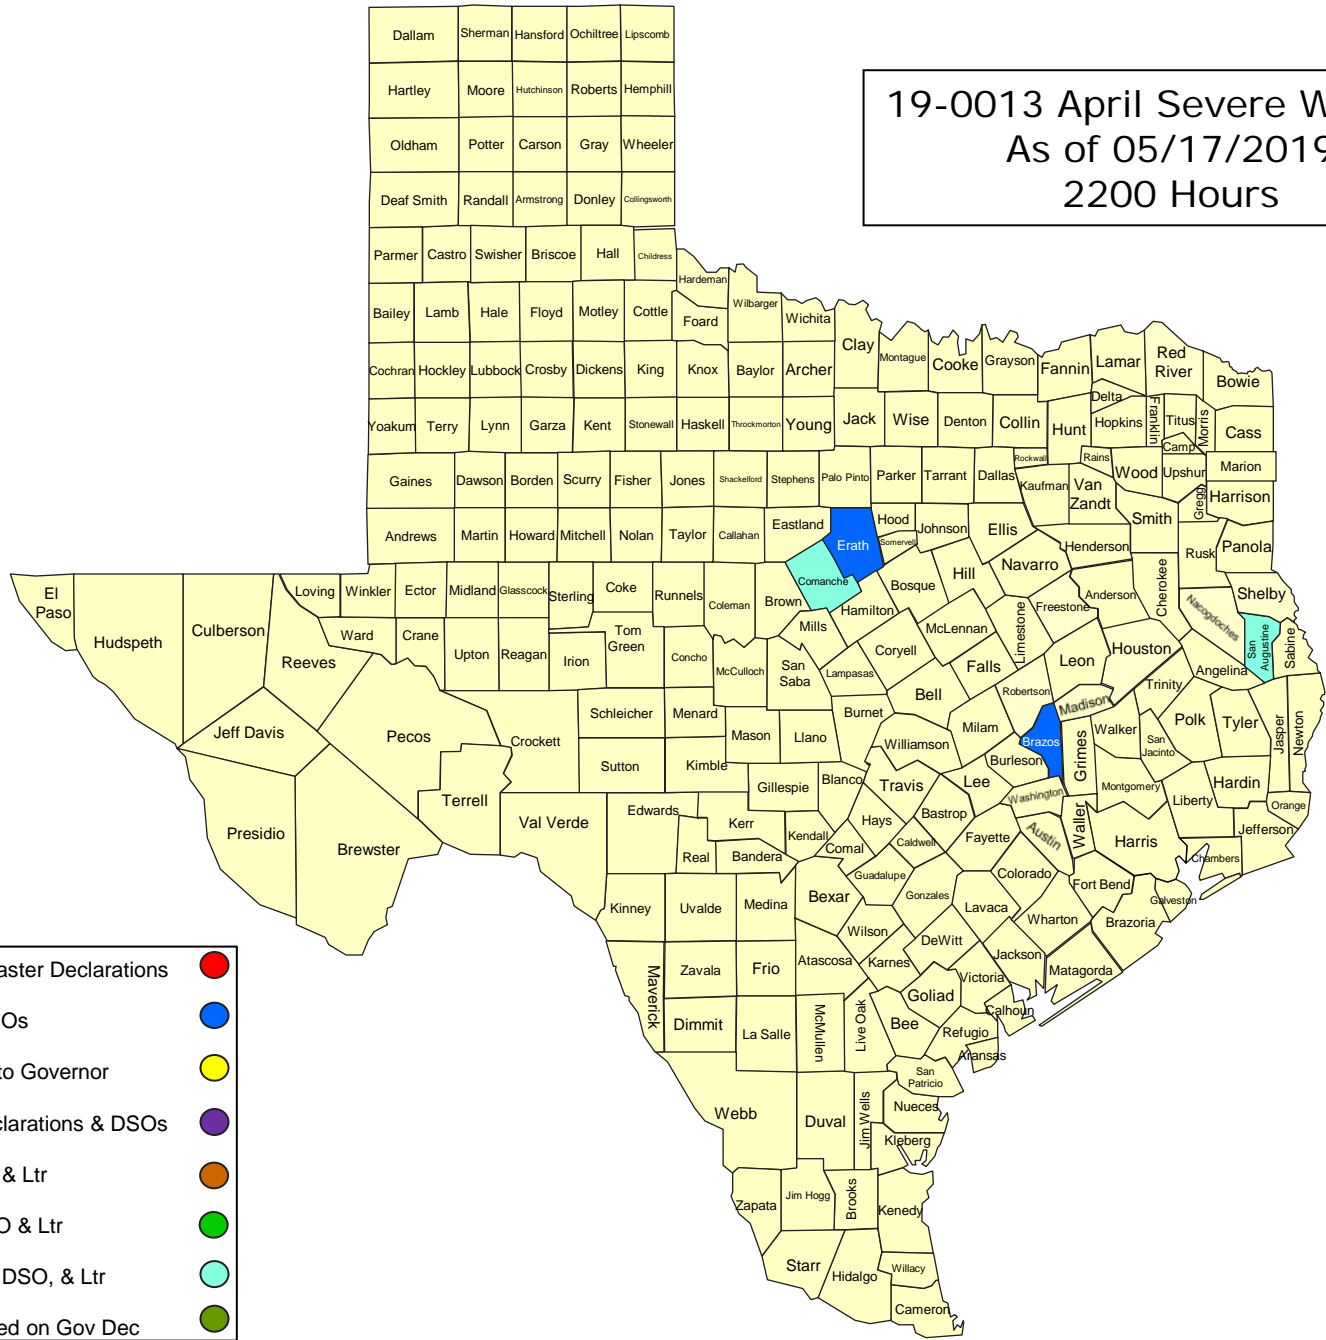 Dallam Sherman Hansford Ochiltree Lipscomb
Hartley Moore Hutchinson Roberts Hemphill
19-0013 April Severe W
As of 05/17/2019
2200 Hours
Oldham Potter Carson Gray Wheeler
Deaf Smith Randall Armstrong Donley Collingsworth
Parmer Castro Swisher Briscoe Hall Childress
Hardeman
Bailey Lamb Hale Floyd Motley Cottle Foard Wilbarger Wichita
Clay Montague Cooke Grayson Fannin Lamar Red
River Bowie
Cochran Hockley Lubbock Crosby Dickens King Knox Baylor Archer
Delta
Yoakum Terry Lynn Garza Kent Stonewall Haskell Throckmorton Young Jack Wise Denton Collin Hunt Hopkins Franklin Titus Morris Cass
Camp
Rockwall Rains
Gaines Dawson Borden Scurry Fisher Jones Shackelford Stephens Palo Pinto Parker Tarrant Dallas Kaufman Van
Zandt Wood Upshur Marion
Gregg Harrison
Andrews Martin Howard Mitchell Nolan Taylor Callahan Eastland Erath Hood Somervell Johnson Ellis Henderson Smith Rusk Panola
El
Paso Hudspeth Culberson Loving Winkler Ector Midland Glasscock Sterling Coke Runnels Coleman Brown Comanche Hamilton Bosque Hill Navarro Freestone Anderson Cherokee Nacogdoches Shelby
Reeves Ward Crane Upton Reagan Irion Tom
Green Concho McCulloch San
Saba Mills Lampasas Coryell McLennan Limestone Falls Leon Houston Angelina San
Augustine Sabine
Jeff Davis Pecos Crockett Schleicher Menard Mason Llano Burnet Bell Milam Robertson Madison Trinity
Brazos Grimes Walker San
Jacinto Polk Tyler Jasper Newton
Presidio Brewster Terrell Val Verde Sutton Kimble Gillespie Blanco Williamson Travis Lee Burleson Washington Montgomery Liberty Hardin Orange
Edwards Kerr Real Bandera Kendall Comal Hays Caldwell Bastrop Fayette Austin Waller Harris Chambers Jefferson
Kinney Uvalde Medina Bexar Guadalupe Gonzales Lavaca Colorado Wharton Fort Bend Brazoria Galveston
Maverick Zavala Frio Atascosa Wilson Karnes DeWitt Jackson Matagorda
Dimmit La Salle McMullen Live Oak Bee Goliad Victoria Calhoun Refugio Aransas
Webb Duval Jim Wells San
Patricio Nueces Kleberg
Zapata Jim Hogg Brooks Kenedy
Starr Hidalgo Willacy
Cameron
aster Declarations
Os
to Governor
clarations & DSOs
& Ltr
O & Ltr
DSO, & Ltr
ed on Gov Dec